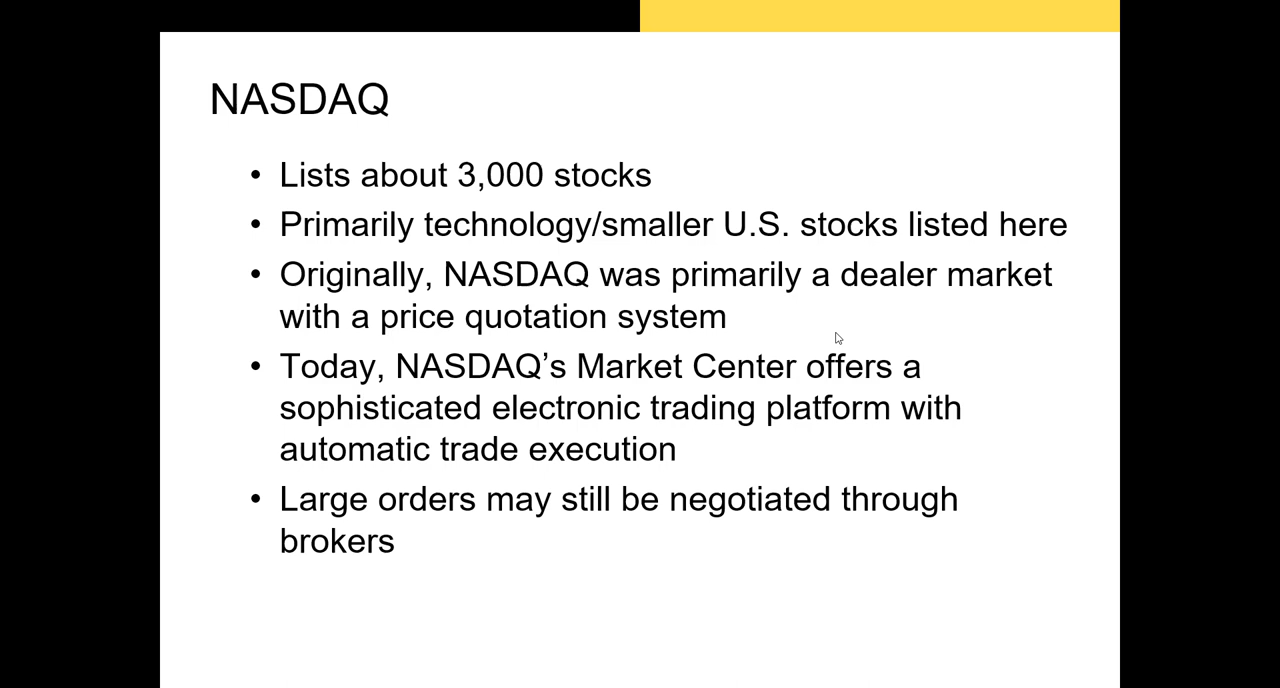 NASDAQ
• Lists about 3,000 stocks
• Primarily technology/smaller U.S. stocks listed here
• Originally, NASDAQ was primarily a dealer market
with a price quotation system
• Today, NASDAQ’s Market Center offers a
sophisticated electronic trading platform with
automatic trade execution
• Large orders may still be negotiated through
brokers